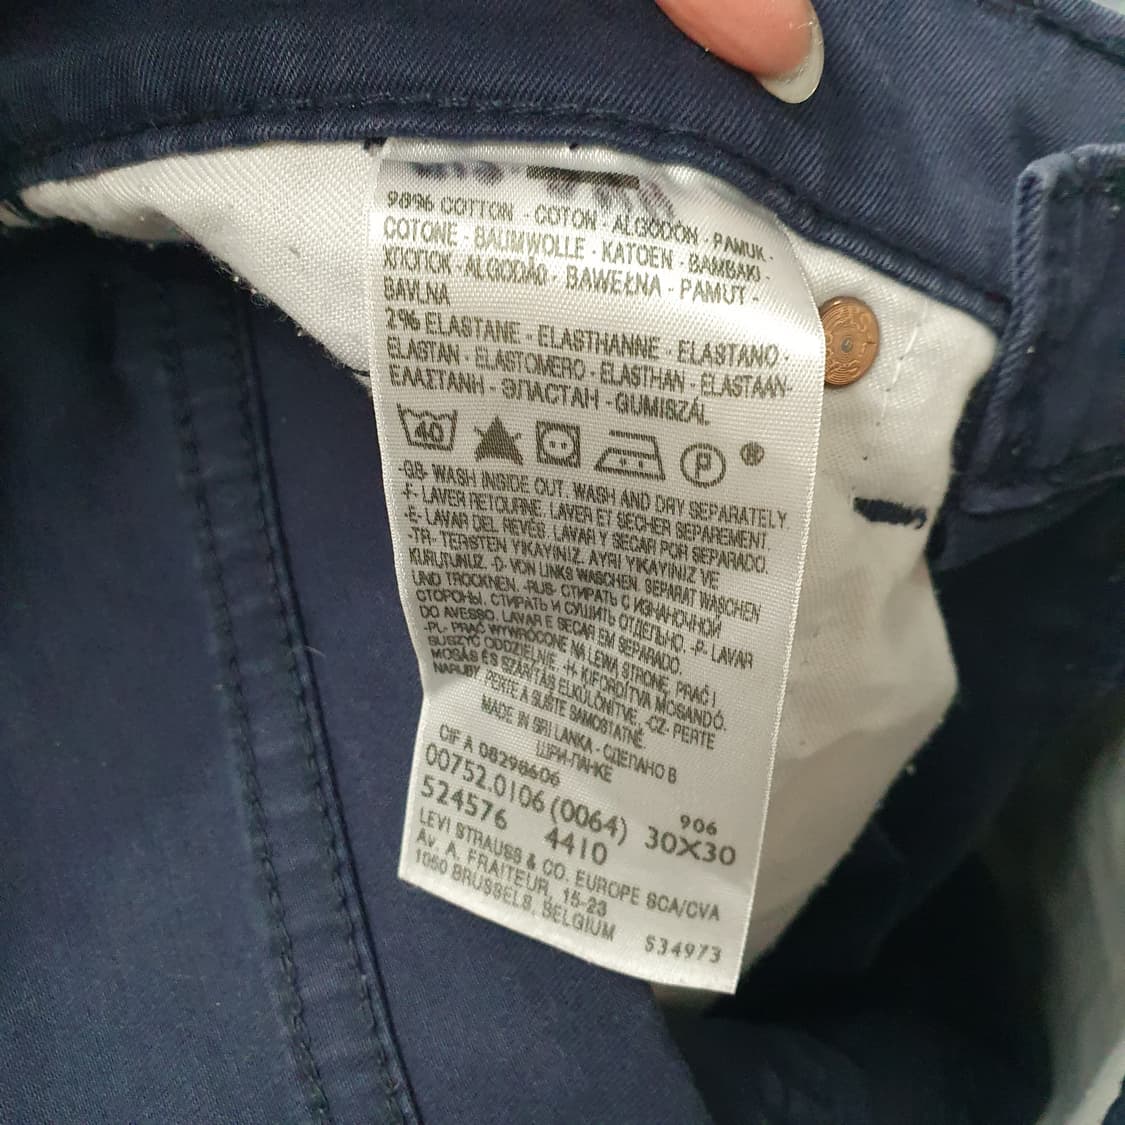 98% COTTON - COTON - ALGODÓN - PAMUK -
COTONE - BAUMWOLLE - KATOEN - BAMBAKI -
ХЛОПОК - ALGODÃO - BAWEŁNA - PAMUT -
BAVLNA
2% ELASTANE - ELASTHANNE - ELASTANO -
ELASTAN - ELASTOMERO - ELASTHAN - ELASTAAN-
ΕΛΑΣΤΑΝΗ - ЭЛАСТАН - GUMISZÁL
40 P ®
-GB- WASH INSIDE OUT. WASH AND DRY SEPARATELY.
-F- LAVER RETOURNE. LAVER ET SECHER SEPAREMENT.
-E- LAVAR DEL REVÉS. LAVAR Y SECAR POR SEPARADO.
-TR- TERSTEN YIKAYINIZ. AYRI YIKAYINIZ VE
KURUTUNUZ. -D- VON LINKS WASCHEN. SEPARAT WASCHEN
UND TROCKNEN. -RUS- СТИРАТЬ С ИЗНАНОЧНОЙ
СТОРОНЫ. СТИРАТЬ И СУШИТЬ ОТДЕЛЬНО. -P- LAVAR
DO AVESSO. LAVAR E SECAR EM SEPARADO.
-PL- PRAĆ WYWRÓCONE NA LEWĄ STRONĘ. PRAĆ I
SUSZYĆ ODDZIELNIE. -H- KIFORDÍTVA MOSANDÓ.
MOSÁS ÉS SZÁRÍTÁS ELKÜLÖNÍTVE. -CZ- PERTE
NARUBY. PERTE A SUŠTE SAMOSTATNĚ.
MADE IN SRI LANKA - СДЕЛАНО В
ШРИ-ЛАНКЕ
CIF A 08298606
906
00752.0106 (0064) 30X30
524576 4410
LEVI STRAUSS & CO. EUROPE SCA/CVA
AV. A. FRAITEUR, 15-23
1050 BRUSSELS, BELGIUM S34973